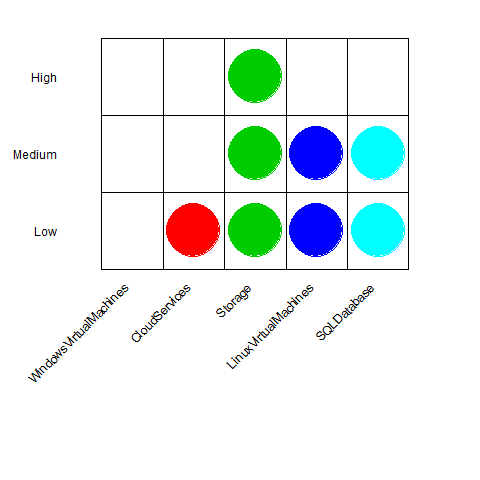 High
Medium
Low
WindowsVirtualMachines
CloudServices
Storage
LinuxVirtualMachines
SQLDatabase